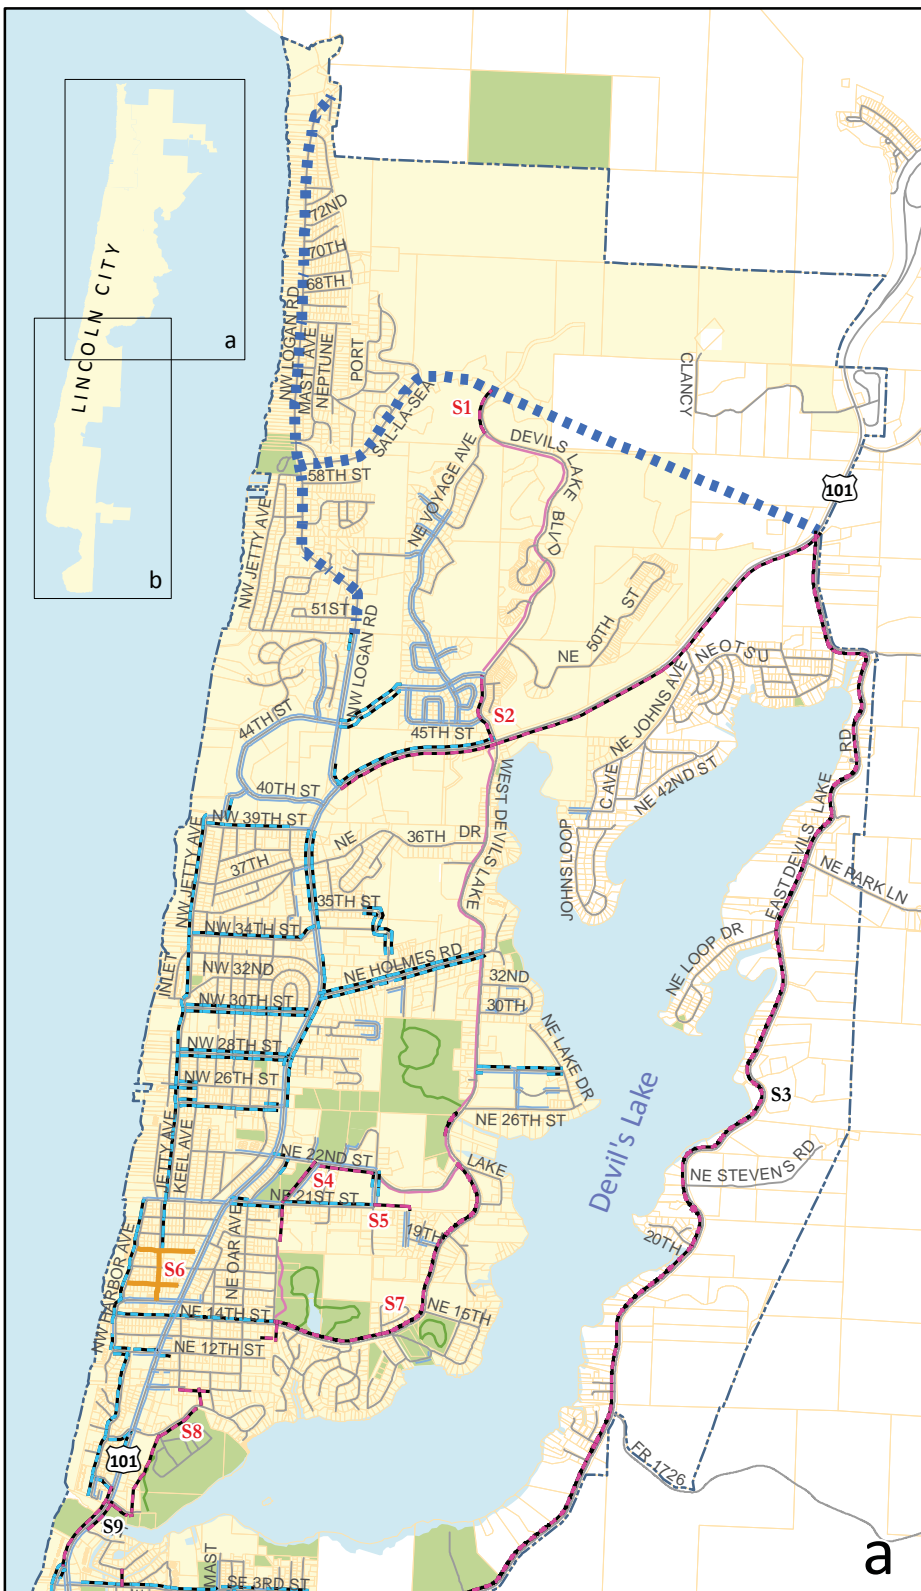 LINCOLN CITY
a
b
72ND
70TH
68TH
NW LOGAN RD
MAST AVE
NEPTUNE
PORT
SAL-LA-SEA
58TH ST
S1
CLANCY
DEVILS LAKE BLVD
NE VOYAGE AVE
101
NW JETTY AVE
51ST
NW LOGAN RD
NE 50TH ST
NEOTSU
NE JOHNS AVE
44TH ST
S2
45TH ST
C AVE
NE 42ND ST
WEST DEVILS LAKE
RD
40TH ST
NW 39TH ST
NE 36TH DR
37TH
JOHNS LOOP
EAST DEVILS LAKE
NE PARK LN
NW JETTY AVE
35TH ST
NW 34TH ST
NE LOOP DR
INLET
NW 32ND
NE HOLMES RD
32ND
30TH
NW 30TH ST
NE LAKE DR
NW 28TH ST
NW 26TH ST
S3
Devil's Lake
NE 26TH ST
JETTY AVE
KEEL AVE
NE 22ND ST
LAKE
NE STEVENS RD
S4
NE 21ST ST
S5
19TH
20TH
NW HARBOR AVE
NE OAR AVE
S6
S7
NE 16TH
NE 14TH ST
NE 12TH ST
S8
101
FR 1726
S9
MAST
SE 3RD ST
a